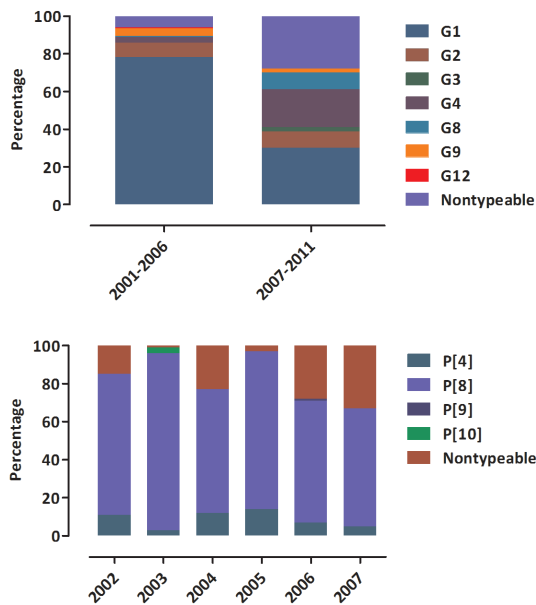 Percentage
100
80
60
40
20
0
2001-2006
2007-2011
G1
G2
G3
G4
G8
G9
G12
Nontypeable
Percentage
100
80
60
40
20
0
2002
2003
2004
2005
2006
2007
P[4]
P[8]
P[9]
P[10]
Nontypeable